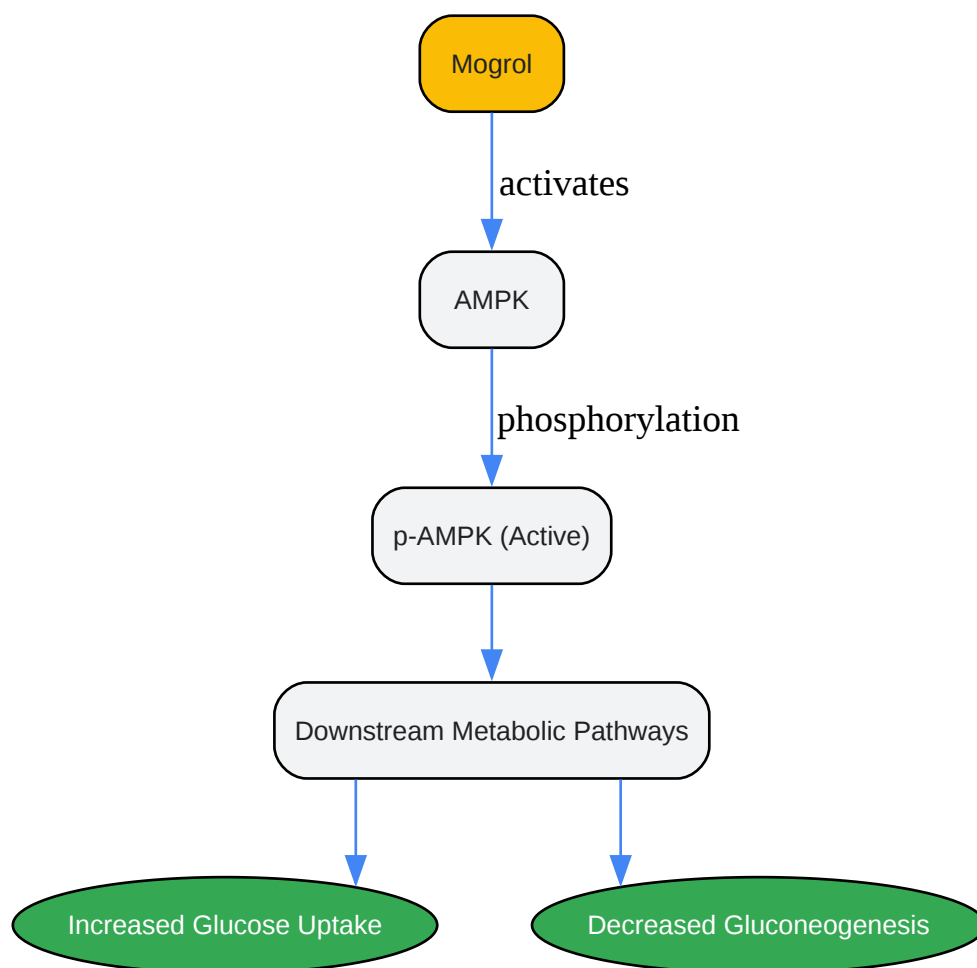 Mogrol
activates
AMPK
phosphorylation
p-AMPK (Active)
Downstream Metabolic Pathways
Increased Glucose Uptake
Decreased Gluconeogenesis